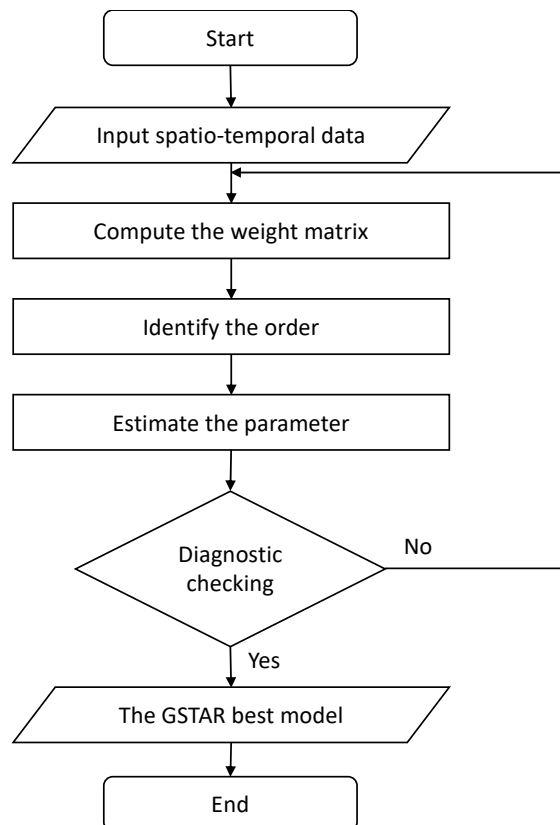 Start
Input spatio-temporal data
Compute the weight matrix
Identify the order
Estimate the parameter
Diagnostic
checking
No
Yes
The GSTAR best model
End